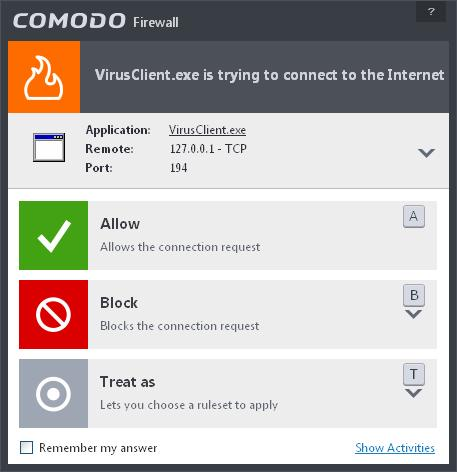 COMODO Firewall
?
VirusClient.exe is trying to connect to the Internet
Application: VirusClient.exe
Remote: 127.0.0.1 - TCP
Port: 194
Allow
A
Allows the connection request
Block
B
Blocks the connection request
Treat as
T
Lets you choose a ruleset to apply
Remember my answer
Show Activities